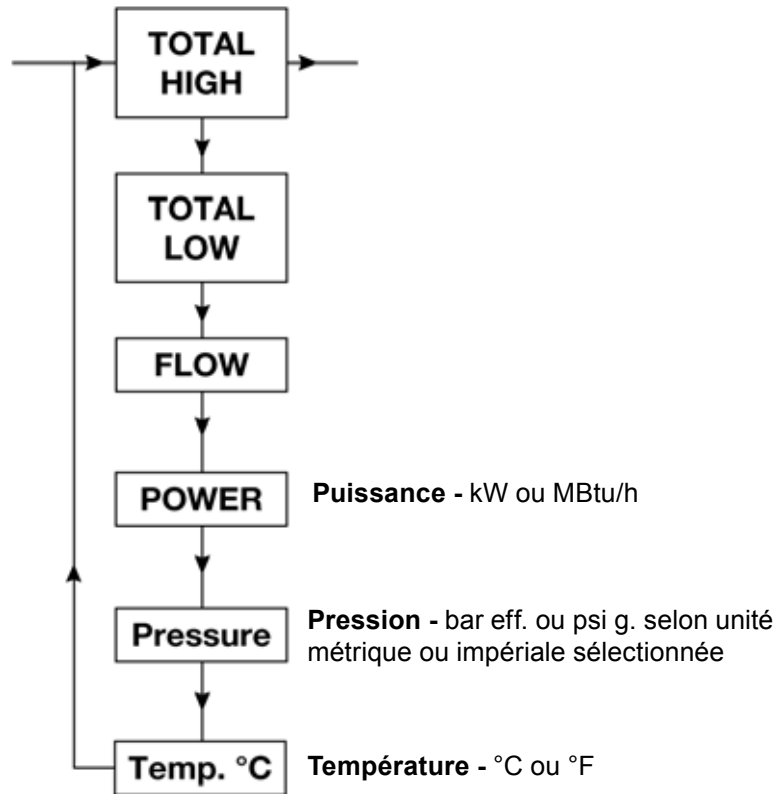 TOTAL
HIGH
TOTAL
LOW
FLOW
POWER
Puissance - kW ou MBtu/h
Pressure
Pression - bar eff. ou psi g. selon unité
métrique ou impériale sélectionnée
Temp. °C
Température - °C ou °F